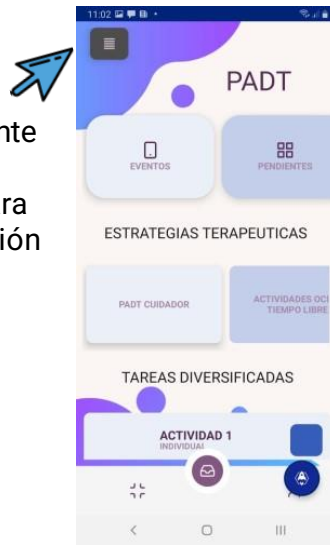 11:02
PADT
nte
EVENTOS
PENDIENTES
ra
ión
ESTRATEGIAS TERAPEUTICAS
PADT CUIDADOR
ACTIVIDADES OCI
TIEMPO LIBRE
TAREAS DIVERSIFICADAS
ACTIVIDAD 1
INDIVIDUAL